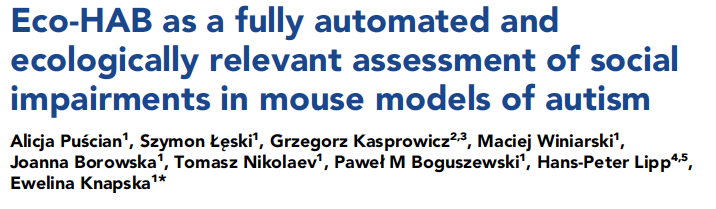 Eco-HAB as a fully automated and
ecologically relevant assessment of social
impairments in mouse models of autism
Alicja Puścian¹, Szymon Łęski¹, Grzegorz Kasprowicz²,³, Maciej Winiarski¹,
Joanna Borowska¹, Tomasz Nikolaev¹, Paweł M Boguszewski¹, Hans-Peter Lipp⁴,⁵,
Ewelina Knapska¹*